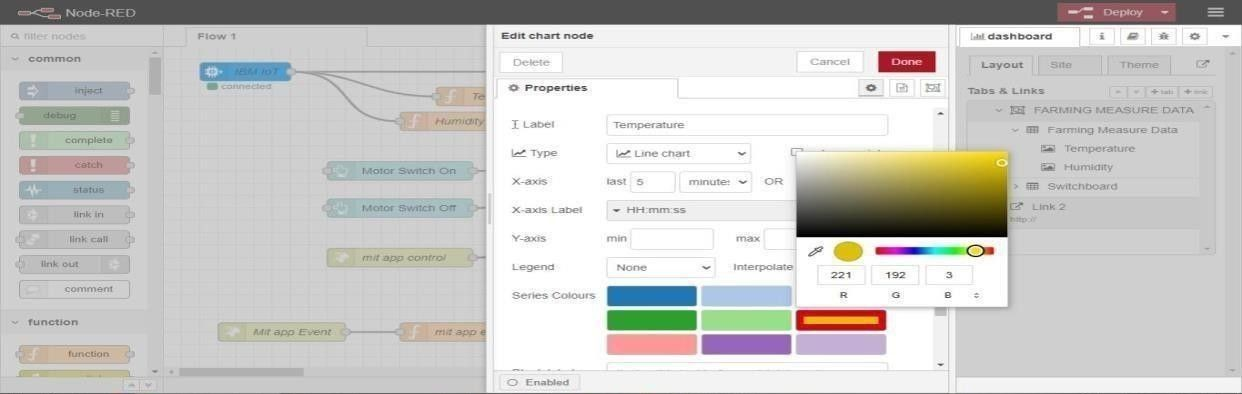 Node-RED
Deploy
filter nodes
common
inject
debug
complete
catch
status
link in
link call
link out
comment
function
function
Flow 1
IBM IoT
connected
Te
Humidity
Motor Switch On
Motor Switch Off
mit app control
Mit app Event
mit app e
Edit chart node
Delete
Cancel
Done
Properties
Label
Temperature
Type
Line chart
X-axis
last
5
minute
OR
X-axis Label
HH:mm:ss
Y-axis
min
max
Legend
None
Interpolate
Series Colours
221
192
3
R
G
B
Enabled
dashboard
i
Layout
Site
Theme
Tabs & Links
+ tab
+ link
FARMING MEASURE DATA
Farming Measure Data
Temperature
Humidity
Switchboard
Link 2
http://